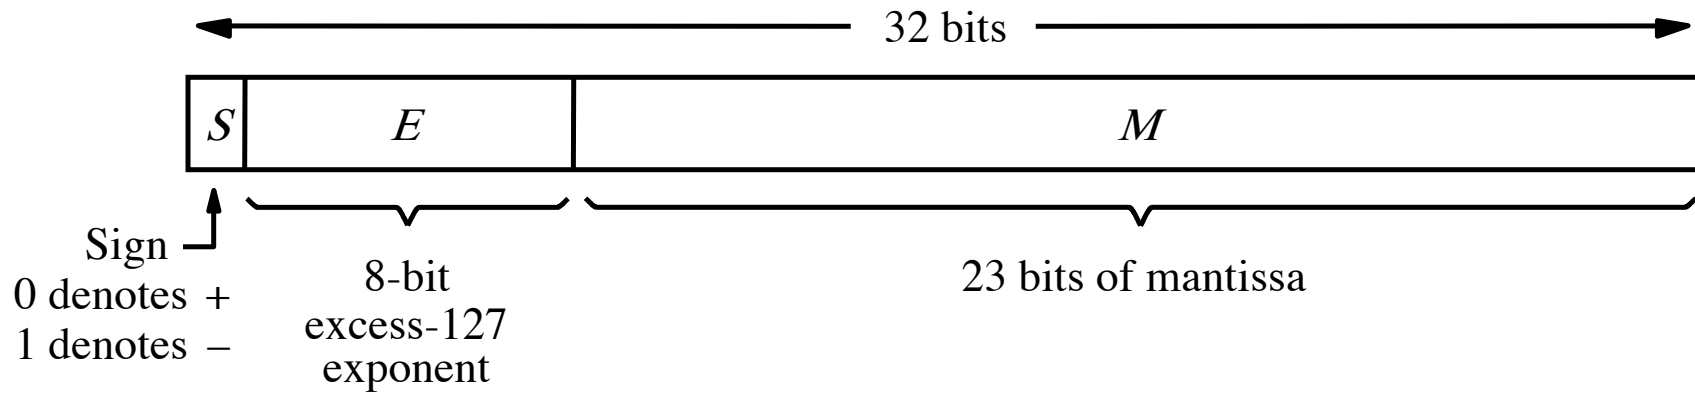 32 bits
S E M
Sign
0 denotes +
1 denotes –
8-bit
excess-127
exponent
23 bits of mantissa